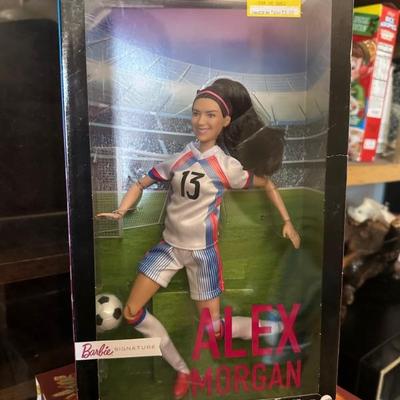 13
Barbie SIGNATURE
ALEX
MORGAN